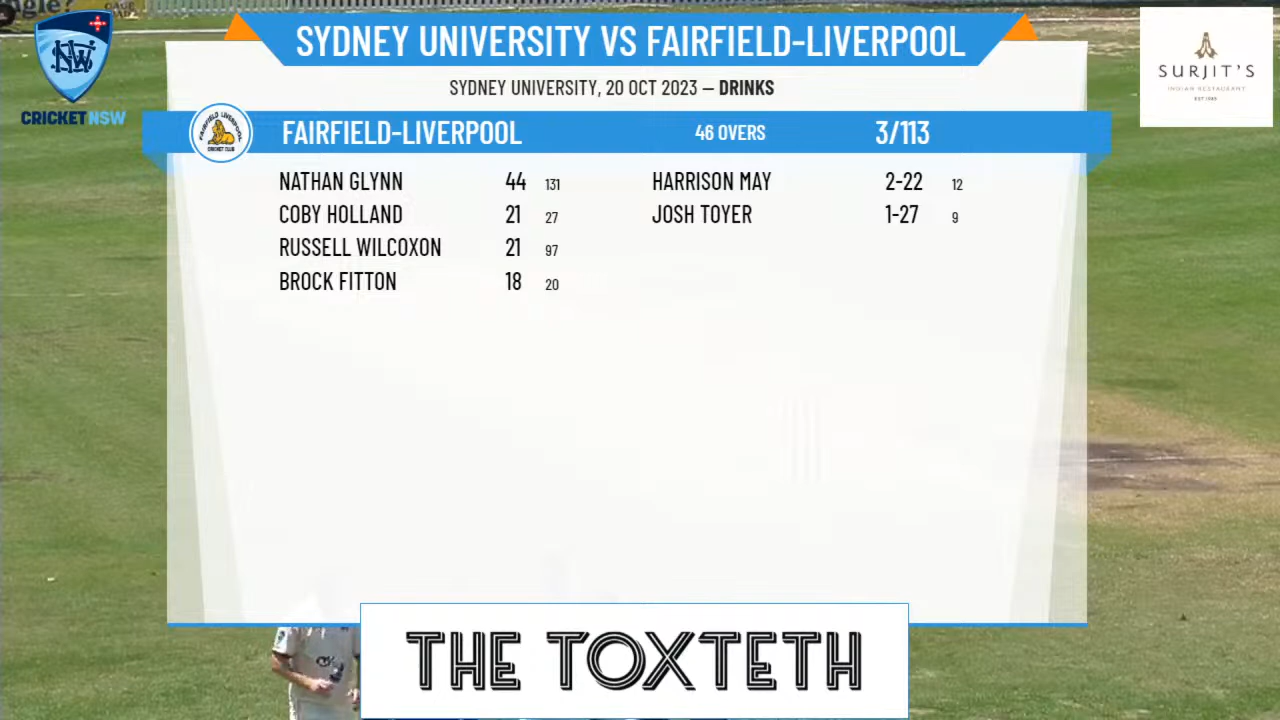 SYDNEY UNIVERSITY VS FAIRFIELD-LIVERPOOL
SYDNEY UNIVERSITY, 20 OCT 2023 – DRINKS
CRICKET NSW
SURJIT'S
INDIAN RESTAURANT
FAIRFIELD-LIVERPOOL 46 OVERS 3/113
NATHAN GLYNN 44 131 HARRISON MAY 2-22 12
COBY HOLLAND 21 27 JOSH TOYER 1-27 9
RUSSELL WILCOXON 21 97
BROCK FITTON 18 20
THE TOXTETH